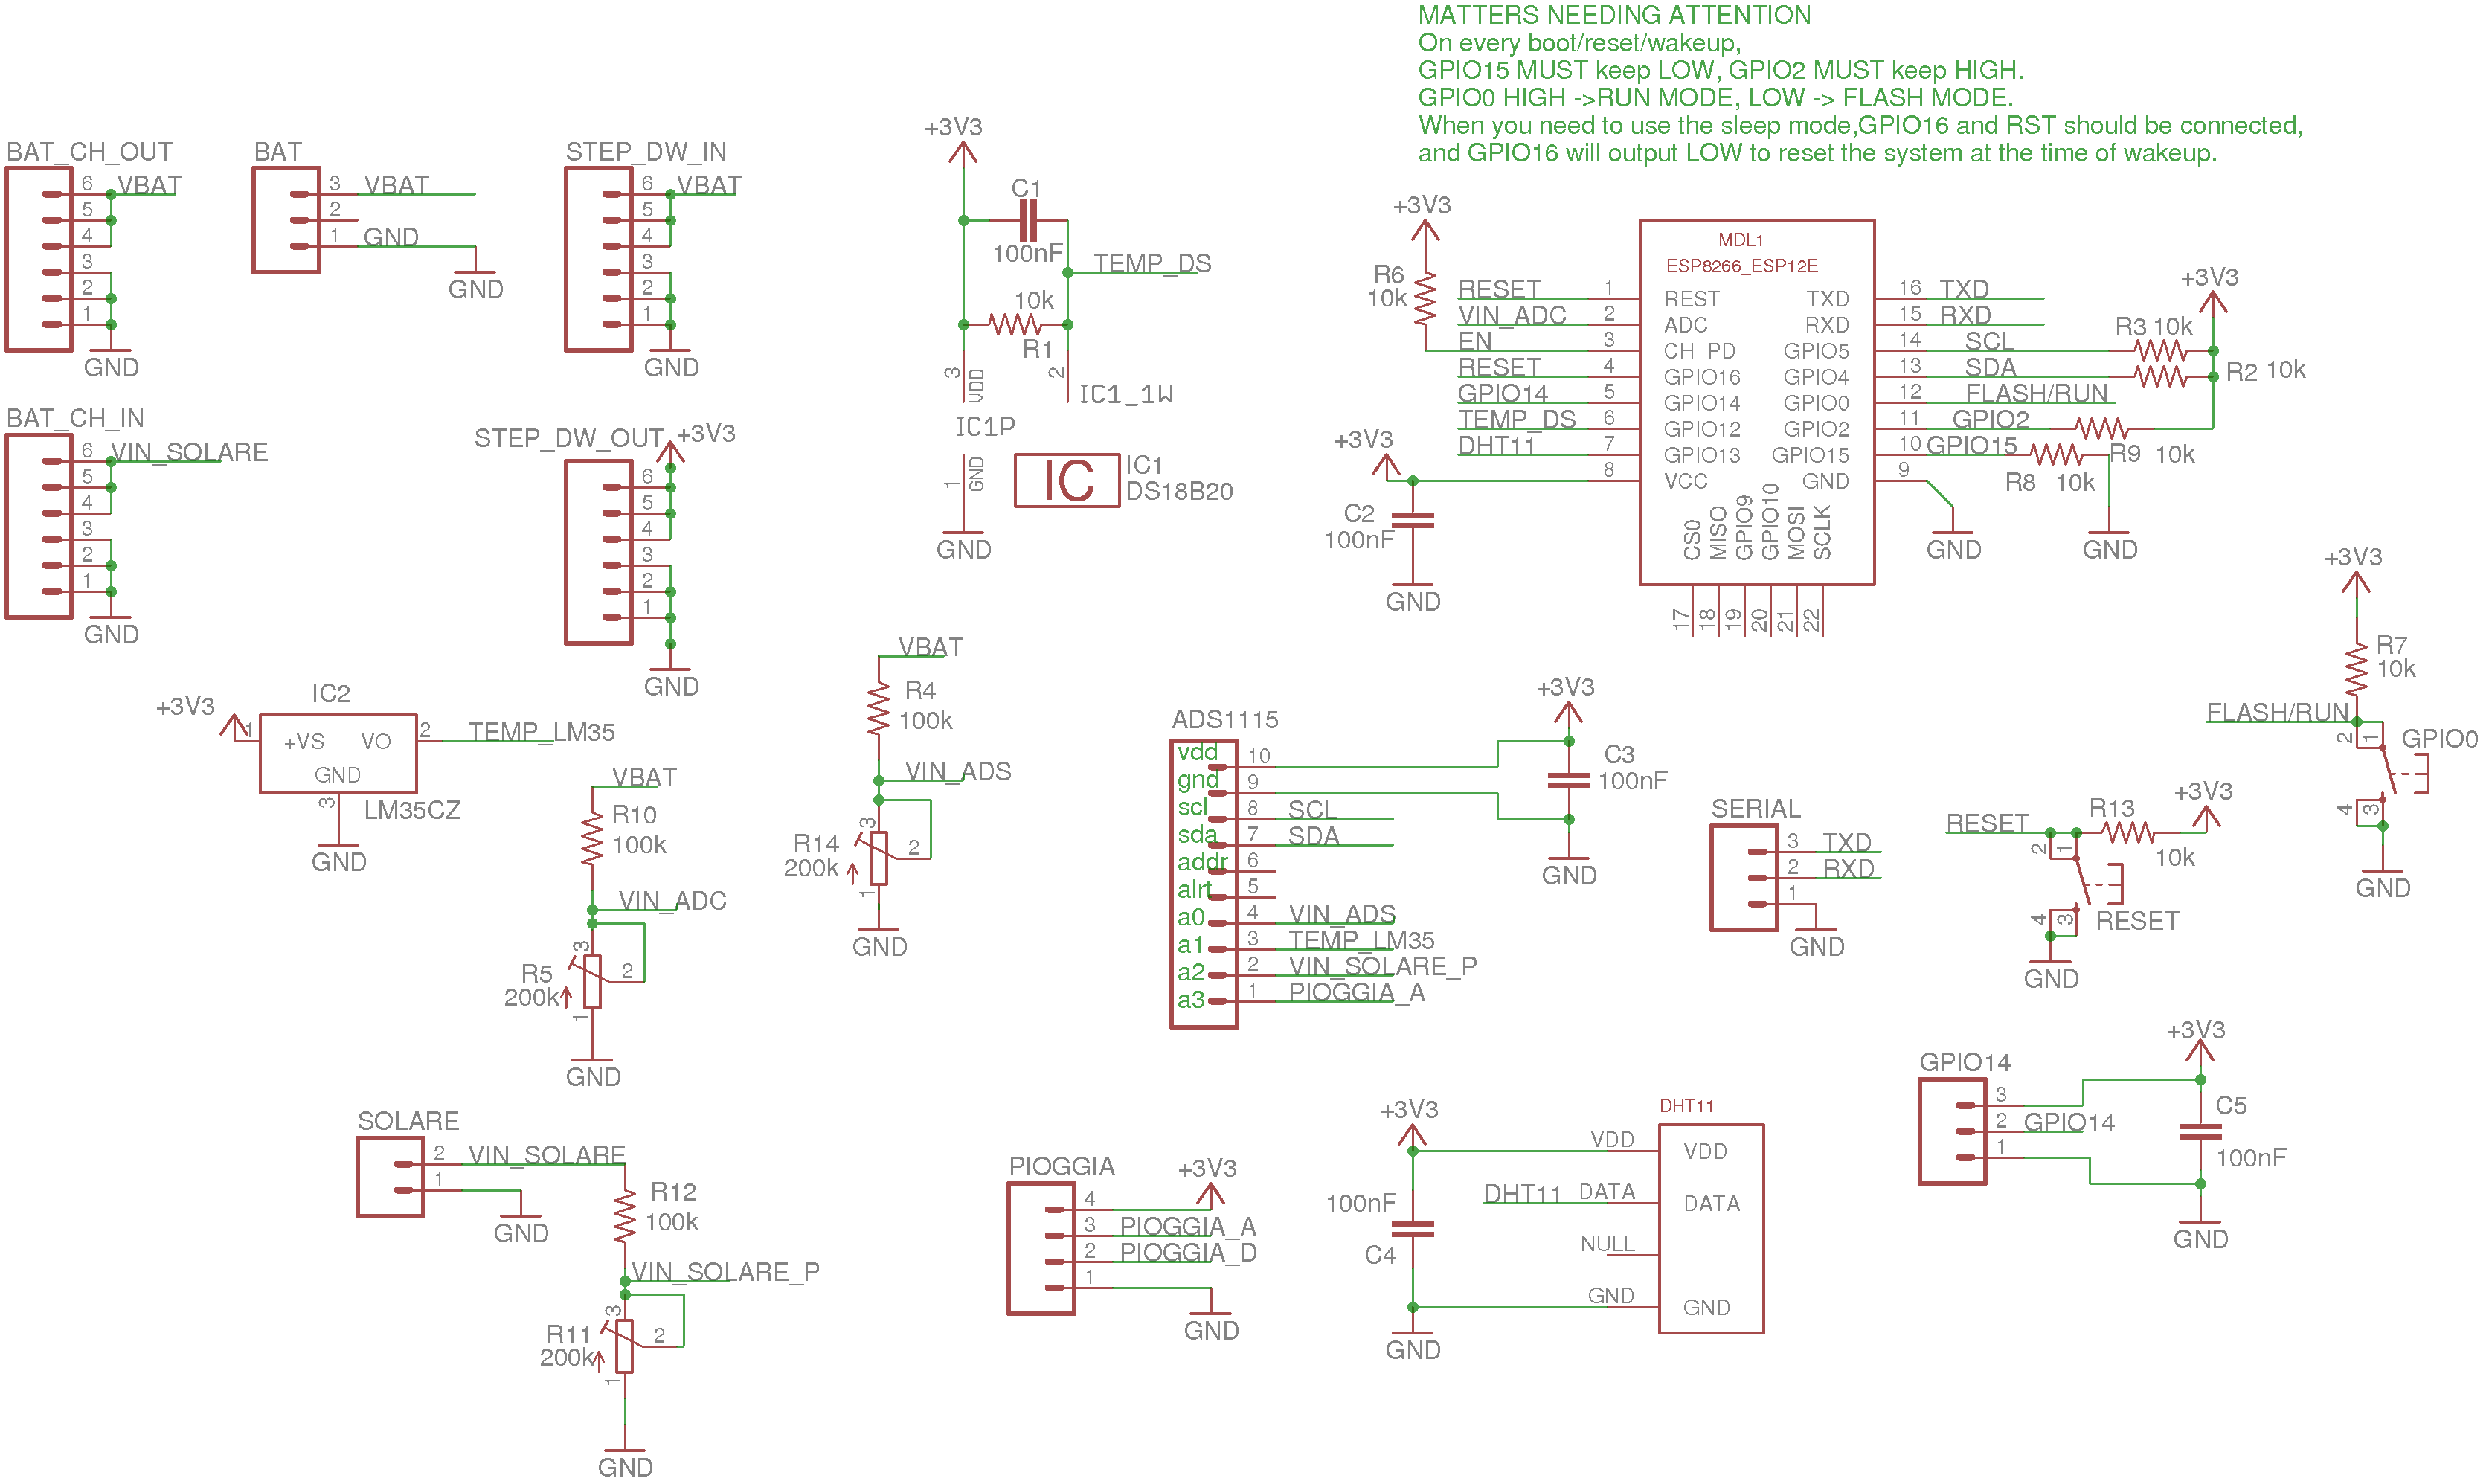 MATTERS NEEDING ATTENTION
On every boot/reset/wakeup,
GPIO15 MUST keep LOW, GPIO2 MUST keep HIGH.
GPIO0 HIGH ->RUN MODE, LOW -> FLASH MODE.
When you need to use the sleep mode,GPIO16 and RST should be connected,
and GPIO16 will output LOW to reset the system at the time of wakeup.
BAT_CH_OUT
6 VBAT
5
4
3
2
1
GND
BAT
3 VBAT
2
1 GND
GND
STEP_DW_IN
6 VBAT
5
4
3
2
1
GND
+3V3
C1
100nF
TEMP_DS
10k
R1
3
VDD
2
IC1_1W
IC1P
1
GND
GND
IC
IC1
DS18B20
+3V3
R6
10k
MDL1
ESP8266_ESP12E
RESET 1 REST
VIN_ADC 2 ADC
EN 3 CH_PD
RESET 4 GPIO16
GPIO14 5 GPIO14
TEMP_DS 6 GPIO12
DHT11 7 GPIO13
8 VCC
TXD 16 TXD
RXD 15 RXD
GPIO5 14 SCL
GPIO4 13 SDA
GPIO0 12 FLASH/RUN
GPIO2 11 GPIO2
GPIO15 10 GPIO15
GND 9
CS0
MISO
GPIO9
GPIO10
MOSI
SCLK
17
18
19
20
21
22
+3V3
R3 10k
R2 10k
R9 10k
R8 10k
GND
GND
+3V3
C2
100nF
GND
BAT_CH_IN
6 VIN_SOLARE
5
4
3
2
1
GND
STEP_DW_OUT
+3V3
6
5
4
3
2
1
GND
+3V3
R7
10k
FLASH/RUN
2
1
GPIO0
4
3
GND
IC2
+3V3
1
+VS
VO
2
TEMP_LM35
GND
3
LM35CZ
GND
VBAT
R10
100k
VIN_ADC
3
R5
200k
2
1
GND
VBAT
R4
100k
VIN_ADS
3
R14
200k
2
1
GND
ADS1115
vdd 10
gnd 9
scl 8 SCL
sda 7 SDA
addr 6
alrt 5
a0 4 VIN_ADS
a1 3 TEMP_LM35
a2 2 VIN_SOLARE_P
a3 1 PIOGGIA_A
+3V3
C3
100nF
GND
SERIAL
3 TXD
2 RXD
1
GND
RESET
R13
+3V3
10k
2
1
4
3
RESET
GND
SOLARE
2 VIN_SOLARE
1
GND
R12
100k
VIN_SOLARE_P
3
R11
200k
2
1
GND
PIOGGIA
+3V3
4
3 PIOGGIA_A
2 PIOGGIA_D
1
GND
+3V3
100nF
C4
GND
DHT11
VDD VDD
DHT11 DATA DATA
NULL
GND GND
GPIO14
3
2 GPIO14
1
+3V3
C5
100nF
GND